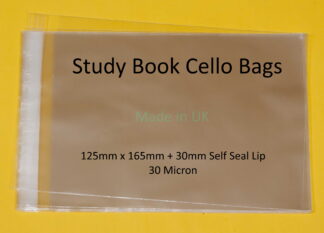 Study Book Cello Bags
Made in UK
125mm x 165mm + 30mm Self Seal Lip
30 Micron